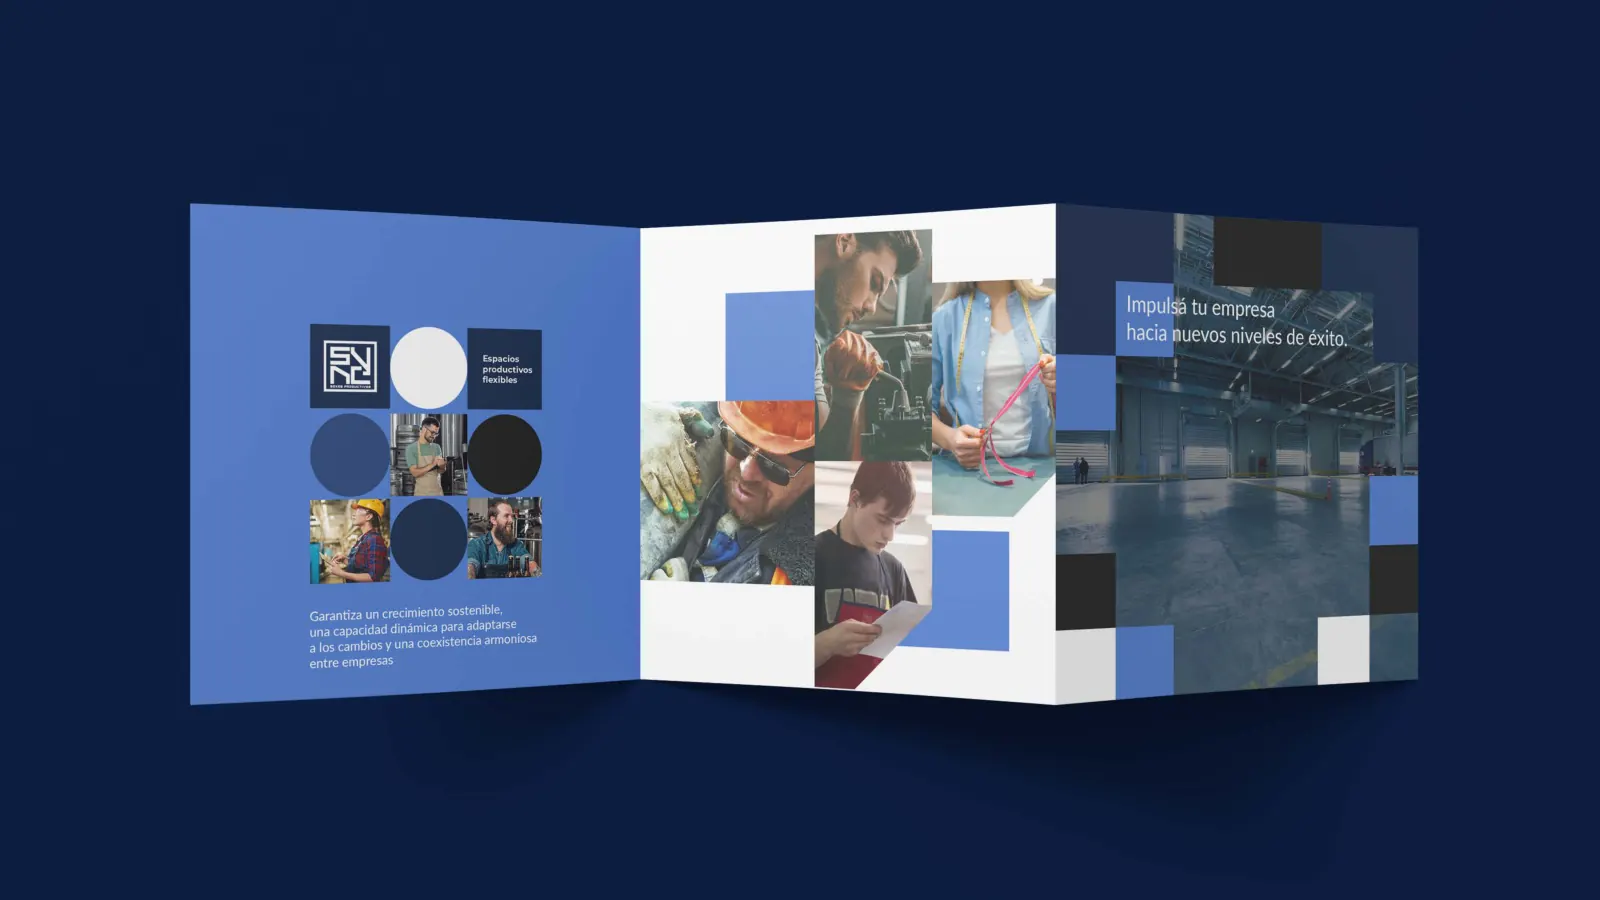 SYNC
Espacios
productivos
flexibles
Garantiza un crecimiento sostenible,
una capacidad dinámica para adaptarse
a los cambios y una coexistencia armoniosa
entre empresas
Impulsá tu empresa
hacia nuevos niveles de éxito.